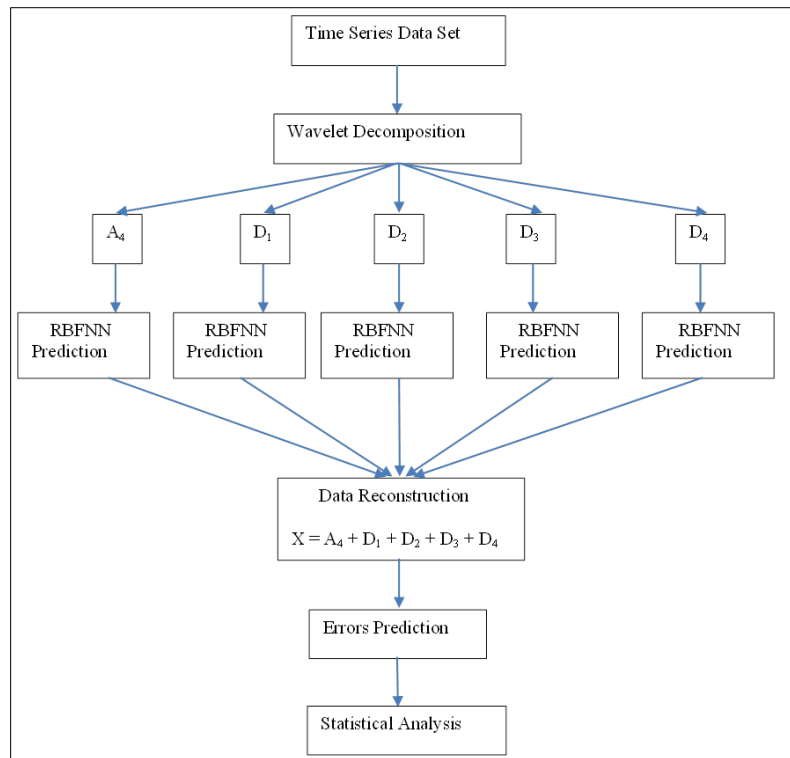 Time Series Data Set
Wavelet Decomposition
A₄
D₁
D₂
D₃
D₄
RBFNN
Prediction
RBFNN
Prediction
RBFNN
Prediction
RBFNN
Prediction
RBFNN
Prediction
Data Reconstruction
X = A₄ + D₁ + D₂ + D₃ + D₄
Errors Prediction
Statistical Analysis